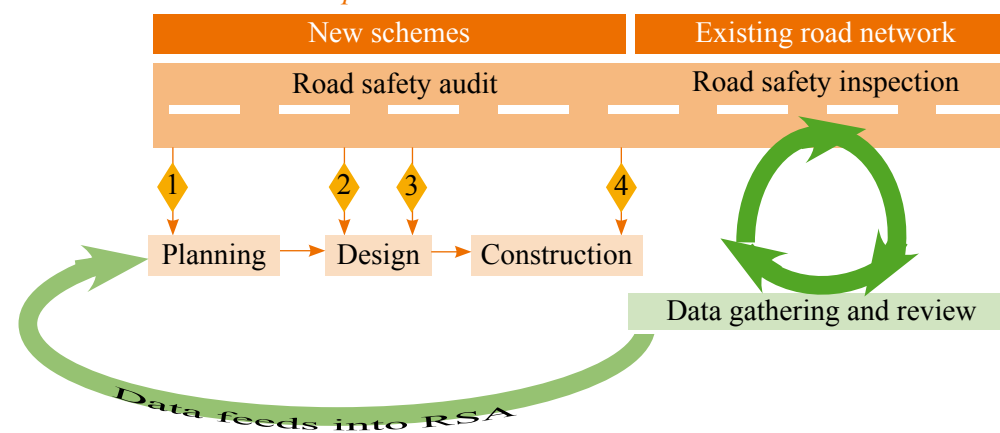 New schemes
Existing road network
Road safety audit
Road safety inspection
1
2
3
4
Planning
Design
Construction
Data gathering and review
Data feeds into RSA